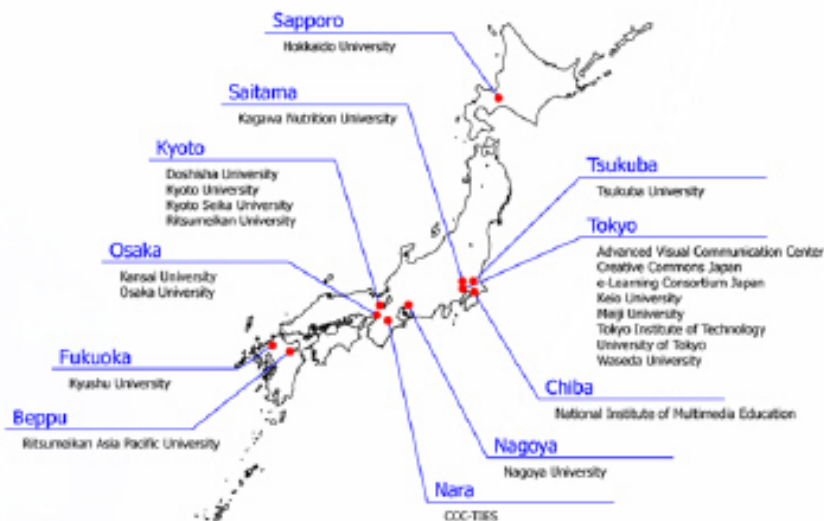 Sapporo
Hokkaido University
Saitama
Kagawa Nutrition University
Kyoto
Doshisha University
Kyoto University
Kyoto Seika University
Ritsumeikan University
Osaka
Kansai University
Osaka University
Fukuoka
Kyushu University
Beppu
Ritsumeikan Asia Pacific University
Tsukuba
Tsukuba University
Tokyo
Advanced Visual Communication Center
Creative Commons Japan
e-Learning Consortium Japan
Keio University
Meiji University
Tokyo Institute of Technology
University of Tokyo
Waseda University
Chiba
National Institute of Multimedia Education
Nagoya
Nagoya University
Nara
CCC-TIES